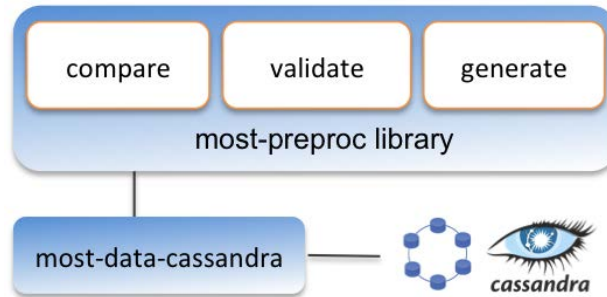 compare
validate
generate
most-preproc library
most-data-cassandra
cassandra